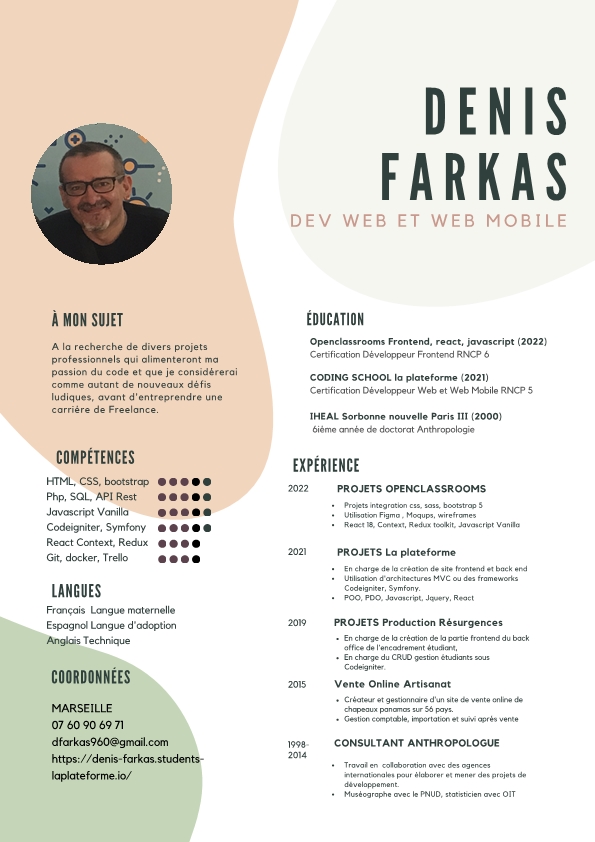 DENIS
FARKAS
DEV WEB ET WEB MOBILE
À MON SUJET
A la recherche de divers projets
professionnels qui alimenteront ma
passion du code et que je considérerai
comme autant de nouveaux défis
ludiques, avant d'entreprendre une
carrière de Freelance.
COMPÉTENCES
HTML, CSS, bootstrap
Php, SQL, API Rest
Javascript Vanilla
Codeigniter, Symfony
React Context, Redux
Git, docker, Trello
LANGUES
Français Langue maternelle
Espagnol Langue d'adoption
Anglais Technique
COORDONNÉES
MARSEILLE
07 60 90 69 71
dfarkas960@gmail.com
https://denis-farkas.students-
laplateforme.io/
ÉDUCATION
Openclassrooms Frontend, react, javascript (2022)
Certification Développeur Frontend RNCP 6
CODING SCHOOL la plateforme (2021)
Certification Développeur Web et Web Mobile RNCP 5
IHEAL Sorbonne nouvelle Paris III (2000)
6iéme année de doctorat Anthropologie
EXPÉRIENCE
2022 PROJETS OPENCLASSROOMS
• Projets css, sass, bootstrap 5
• Utilisation Figma , Moqups, wireframes
• React 18, Context, Redux toolkit, Javascript Vanilla
2021 PROJETS La plateforme
• En charge de la création de site frontend et back end
• Utilisation d'architectures MVC ou des frameworks
Codeigniter, Symfony.
• POO, PDO, Javascript, Jquery, React
2019 PROJETS Production Résurgences
• En charge de la création de la partie frontend du back
office de l'encadrement étudiant,
• En charge du CRUD gestion étudiants sous
Codeigniter.
2015 Vente Online Artisanat
• Créateur et gestionnaire d'un site de vente online de
chapeaux panamas sur 56 pays.
• Gestion comptable, importation et suivi après vente
1998-
2014
CONSULTANT ANTHROPOLOGUE
• Travail en collaboration avec des agences
internationales pour élaborer et mener des projets de
développement.
• Muséographe avec le PNUD, statisticien avec OIT